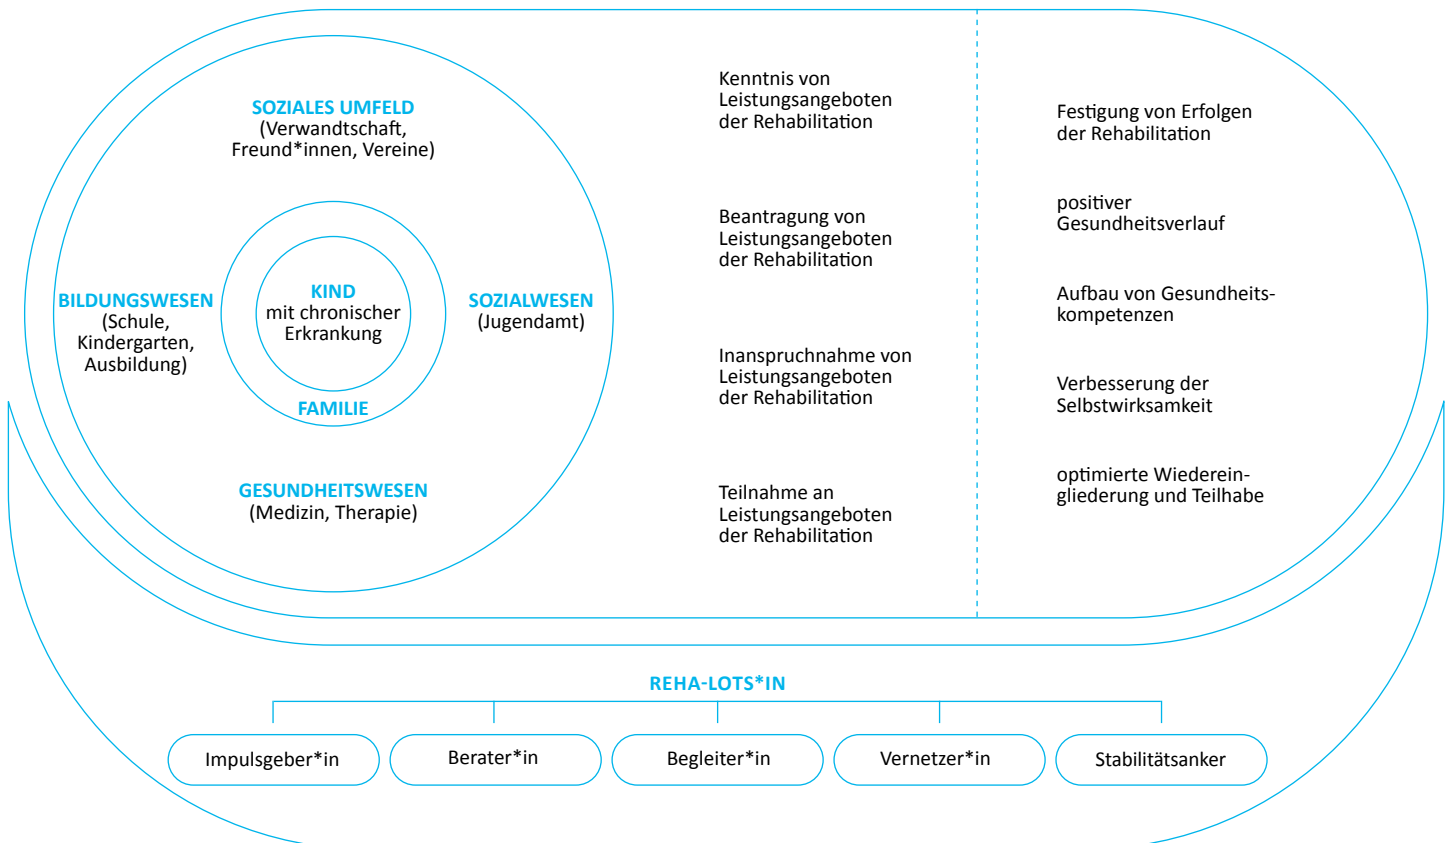 SOZIALES UMFELD
(Verwandtschaft,
Freund*innen, Vereine)
BILDUNGSWESEN
(Schule,
Kindergarten,
Ausbildung)
KIND
mit chronischer
Erkrankung
FAMILIE
SOZIALWESEN
(Jugendamt)
GESUNDHEITSWESEN
(Medizin, Therapie)
Kenntnis von
Leistungsangeboten
der Rehabilitation
Beantragung von
Leistungsangeboten
der Rehabilitation
Inanspruchnahme von
Leistungsangeboten
der Rehabilitation
Teilnahme an
Leistungsangeboten
der Rehabilitation
Festigung von Erfolgen
der Rehabilitation
positiver
Gesundheitsverlauf
Aufbau von Gesundheits-
kompetenzen
Verbesserung der
Selbstwirksamkeit
optimierte Wiederein-
gliederung und Teilhabe
REHA-LOTS*IN
Impulsgeber*in
Berater*in
Begleiter*in
Vernetzer*in
Stabilitätsanker